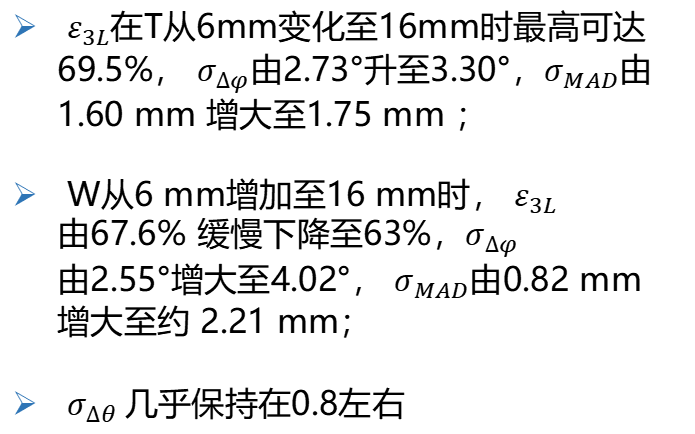 ➢ ε3L在T从6mm变化至16mm时最高可达
69.5%， σΔφ由2.73°升至3.30°，σMAD由
1.60 mm 增大至1.75 mm ；
➢ W从6 mm增加至16 mm时， ε3L
由67.6% 缓慢下降至63%，σΔφ
由2.55°增大至4.02°， σMAD由0.82 mm
增大至约 2.21 mm；
➢ σΔθ 几乎保持在0.8左右